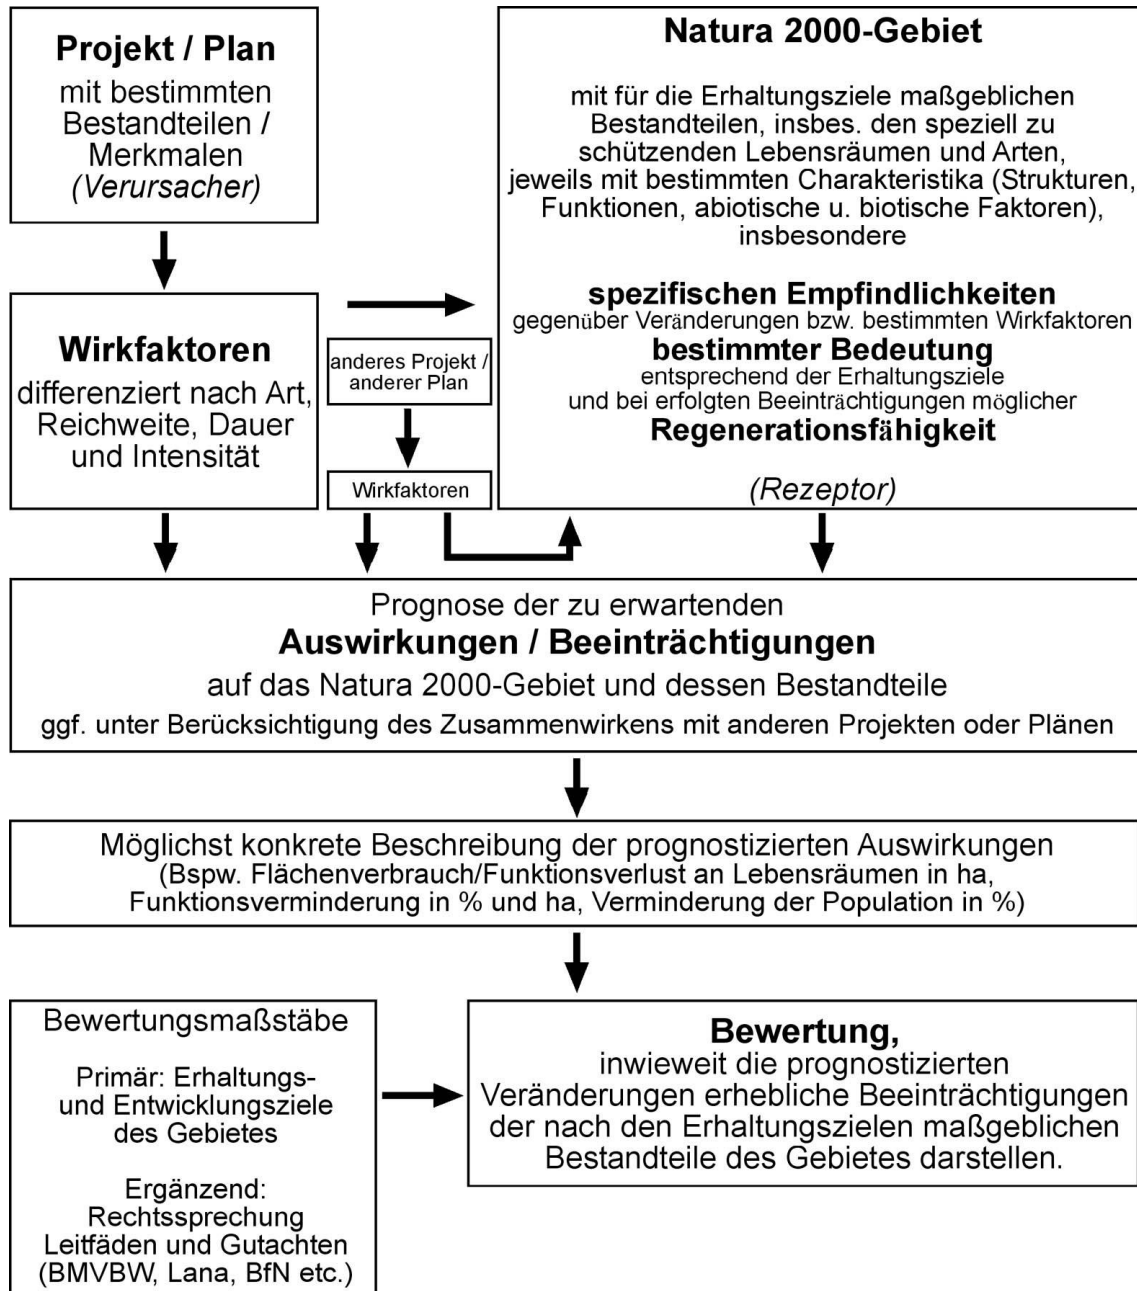 Projekt / Plan
mit bestimmten
Bestandteilen /
Merkmalen
(Verursacher)
Natura 2000-Gebiet
mit für die Erhaltungsziele maßgeblichen
Bestandteilen, insbes. den speziell zu
schützenden Lebensräumen und Arten,
jeweils mit bestimmten Charakteristika (Strukturen,
Funktionen, abiotische u. biotische Faktoren),
insbesondere
spezifischen Empfindlichkeiten
gegenüber Veränderungen bzw. bestimmten Wirkfaktoren
bestimmter Bedeutung
entsprechend der Erhaltungsziele
und bei erfolgten Beeinträchtigungen möglicher
Regenerationsfähigkeit
(Rezeptor)
Wirkfaktoren
differenziert nach Art,
Reichweite, Dauer
und Intensität
anderes Projekt /
anderer Plan
Wirkfaktoren
Prognose der zu erwartenden
Auswirkungen / Beeinträchtigungen
auf das Natura 2000-Gebiet und dessen Bestandteile
ggf. unter Berücksichtigung des Zusammenwirkens mit anderen Projekten oder Plänen
Möglichst konkrete Beschreibung der prognostizierten Auswirkungen
(Bspw. Flächenverbrauch/Funktionsverlust an Lebensräumen in ha,
Funktionsverminderung in % und ha, Verminderung der Population in %)
Bewertungsmaßstäbe
Primär: Erhaltungs-
und Entwicklungsziele
des Gebietes
Ergänzend:
Rechtssprechung
Leitfäden und Gutachten
(BMVBW, Lana, BfN etc.)
Bewertung,
inwieweit die prognostizierten
Veränderungen erhebliche Beeinträchtigungen
der nach den Erhaltungszielen maßgeblichen
Bestandteile des Gebietes darstellen.